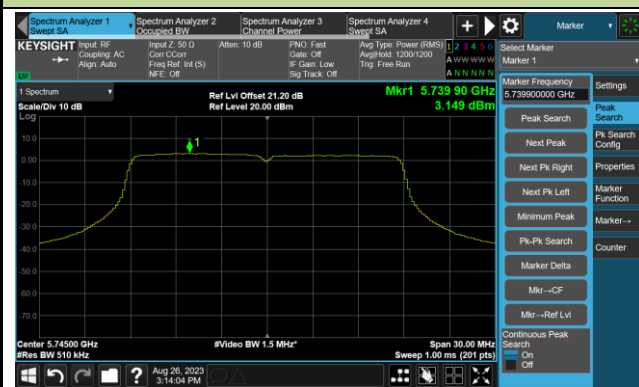 Spectrum Analyzer 1
Swept SA
Spectrum Analyzer 2
Occupied BW
Spectrum Analyzer 3
Channel Power
Spectrum Analyzer 4
Swept SA
+
Marker
KEYSIGHT
LVI
Input: RF
Coupling: AC
Align: Auto
Input Z: 50 Ω
Corr CCorr
Freq Ref: Int (S)
NFE: Off
Atten: 10 dB
PNO: Fast
Gate: Off
IF Gain: Low
Sig Track: Off
Avg Type: Power (RMS)
Avg|Hold: 1200/1200
Trig: Free Run
1 2 3 4 5 6
A W W W W W
A N N N N N
Select Marker
Marker 1
1 Spectrum
Scale/Div 10 dB
Log
Ref Lvl Offset 21.20 dB
Ref Level 20.00 dBm
Mkr1 5.739 90 GHz
3.149 dBm
1
10.0
0.00
-10.0
-20.0
-30.0
-40.0
-50.0
-60.0
-70.0
Center 5.74500 GHz
#Res BW 510 kHz
#Video BW 1.5 MHz*
Span 30.00 MHz
Sweep 1.00 ms (201 pts)
Marker Frequency
5.739900000 GHz
Peak Search
Next Peak
Next Pk Right
Next Pk Left
Minimum Peak
Pk-Pk Search
Marker Delta
Mkr→CF
Mkr→Ref Lvl
Continuous Peak
Search
On
Off
Settings
Peak
Search
Pk Search
Config
Properties
Marker
Function
Marker→
Counter
?
Aug 26, 2023
3:14:04 PM